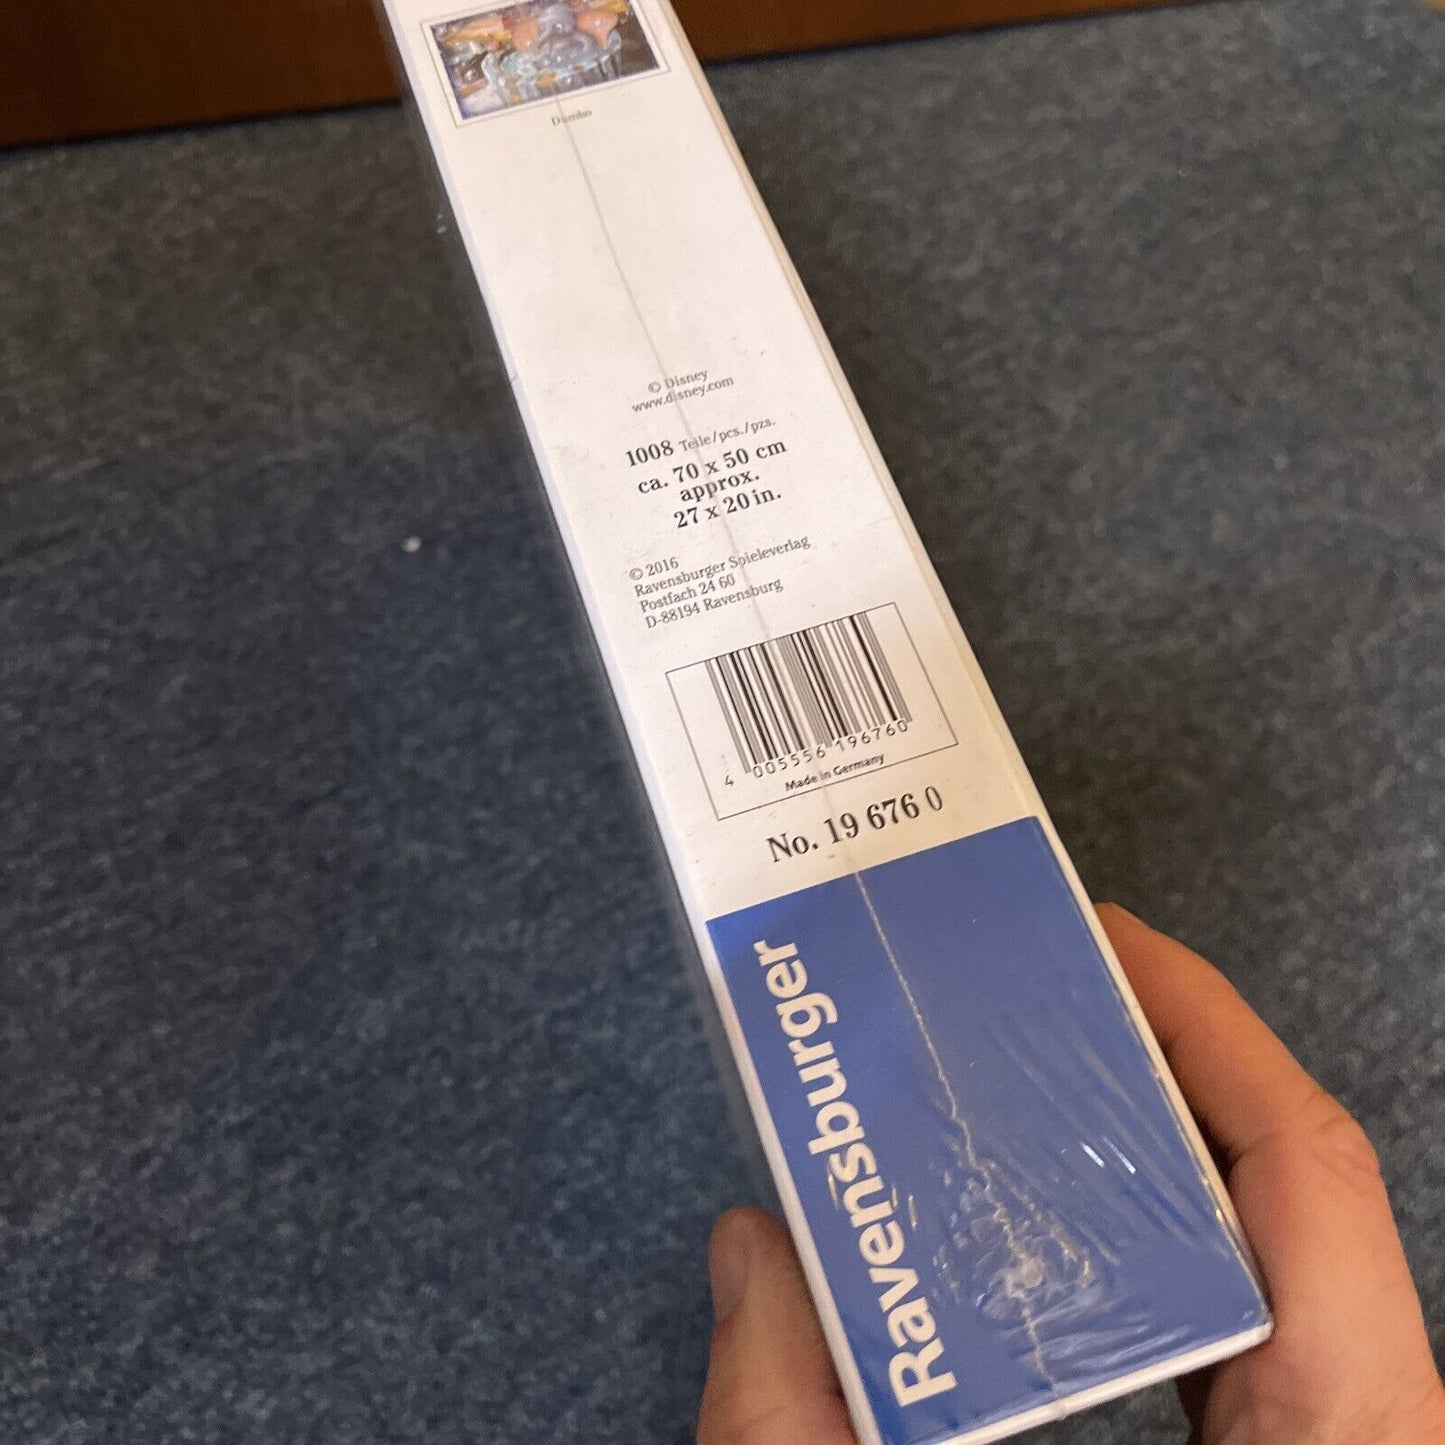 Dumbo
© Disney
www.disney.com
1008 Teile/pcs./pzs.
ca. 70 x 50 cm
approx.
27 x 20 in.
© 2016
Ravensburger Spieleverlag
Postfach 24 60
D-88194 Ravensburg
4 005556 196760
Made in Germany
No. 19 676 0
Ravensburger